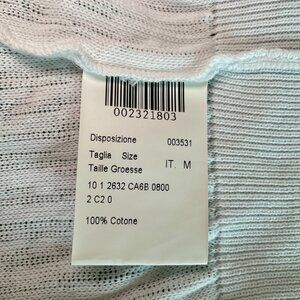 002321803
Disposizione 003531
Taglia Size
Taille Groesse IT. M
10 1 2632 CA6B 0800
2 C2 0
100% Cotone